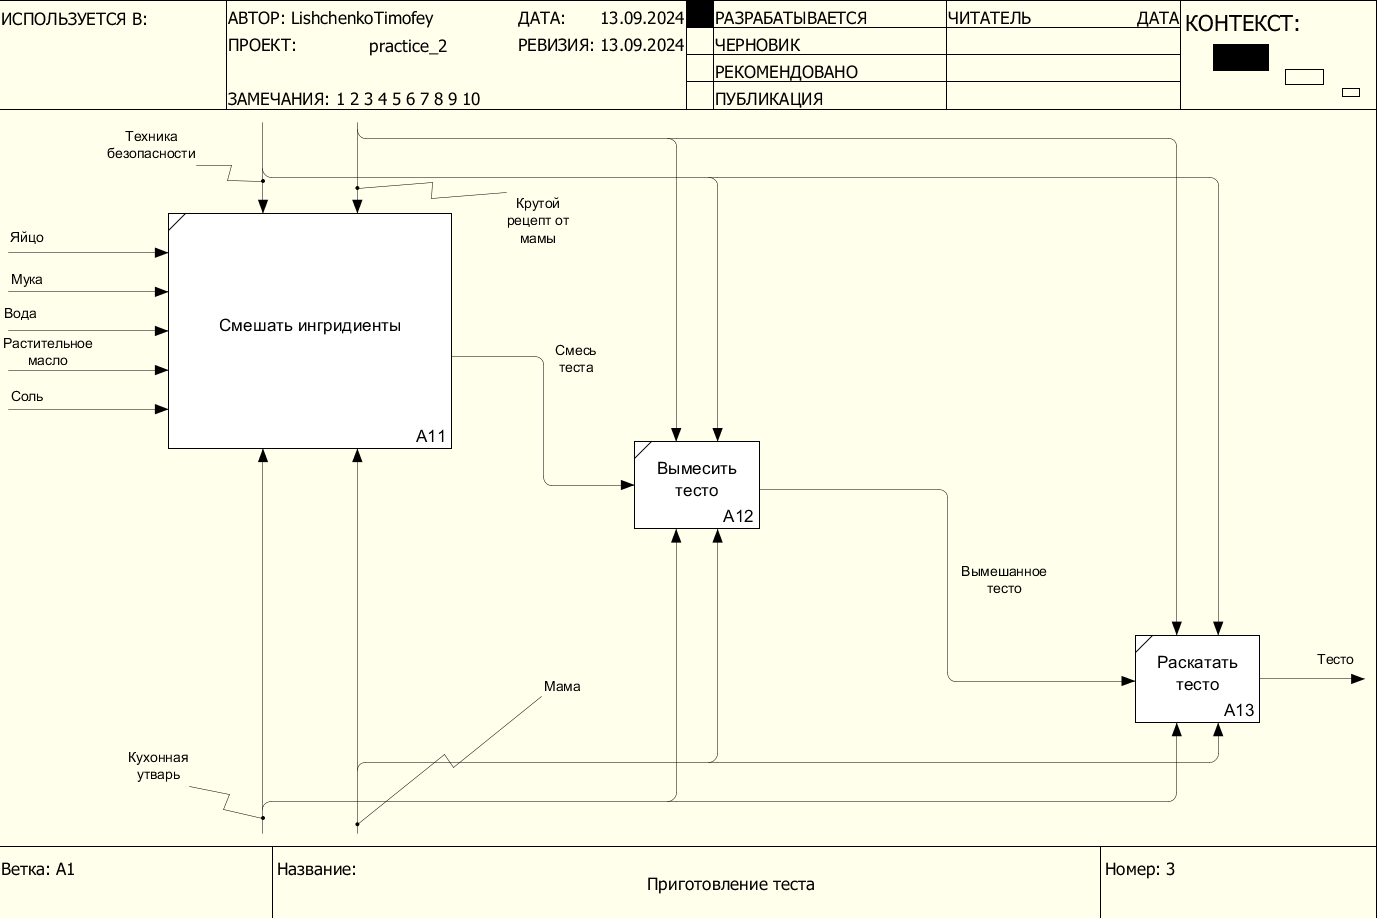 ИСПОЛЬЗУЕТСЯ В:
АВТОР: LishchenkoTimofey
ДАТА: 13.09.2024
ПРОЕКТ: practice_2
РЕВИЗИЯ: 13.09.2024
ЗАМЕЧАНИЯ: 1 2 3 4 5 6 7 8 9 10
РАЗРАБАТЫВАЕТСЯ
ЧЕРНОВИК
РЕКОМЕНДОВАНО
ПУБЛИКАЦИЯ
ЧИТАТЕЛЬ
ДАТА
КОНТЕКСТ:
Техника
безопасности
Крутой
рецепт от
мамы
Яйцо
Мука
Вода
Растительное
масло
Соль
Смешать ингридиенты
A11
Смесь
теста
Вымесить
тесто
A12
Вымешанное
тесто
Раскатать
тесто
A13
Тесто
Мама
Кухонная
утварь
Ветка: A1
Название:
Приготовление теста
Номер: 3